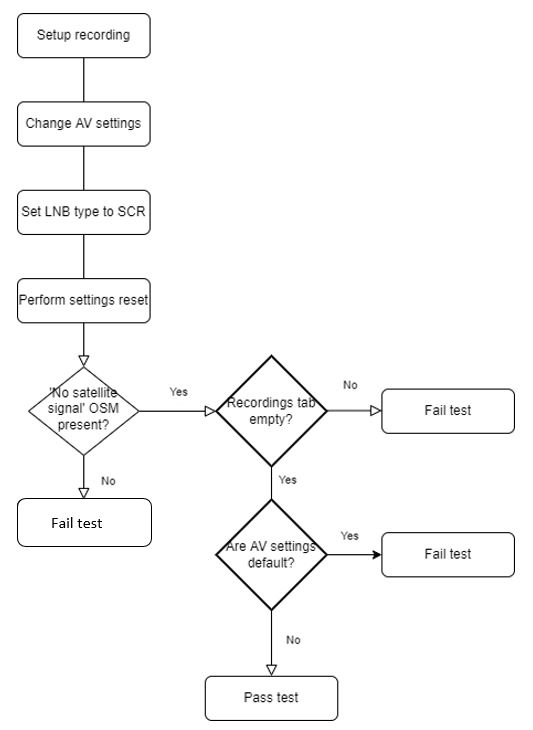 Setup recording
Change AV settings
Set LNB type to SCR
Perform settings reset
'No satellite
signal' OSM
present?
Yes
Recordings tab
empty?
No
Fail test
No
Fail test
Yes
Are AV settings
default?
Yes
Fail test
No
Pass test